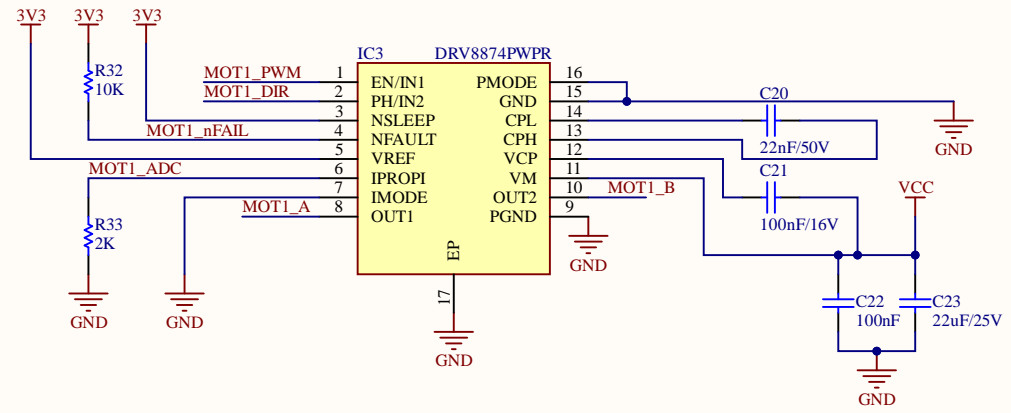 3V3 3V3 3V3
IC3 DRV8874PWPR
R32
10K
MOT1_PWM 1 EN/IN1 PMODE 16
MOT1_DIR 2 PH/IN2 GND 15
3 NSLEEP CPL 14
MOT1_nFAIL 4 NFAULT CPH 13
5 VREF VCP 12
MOT1_ADC 6 IPROPI VM 11
7 IMODE OUT2 10 MOT1_B
MOT1_A 8 OUT1 PGND 9
EP
17
GND
C20
22nF/50V
GND
C21
100nF/16V
VCC
R33
2K
GND
GND
GND
C22
100nF
C23
22uF/25V
GND